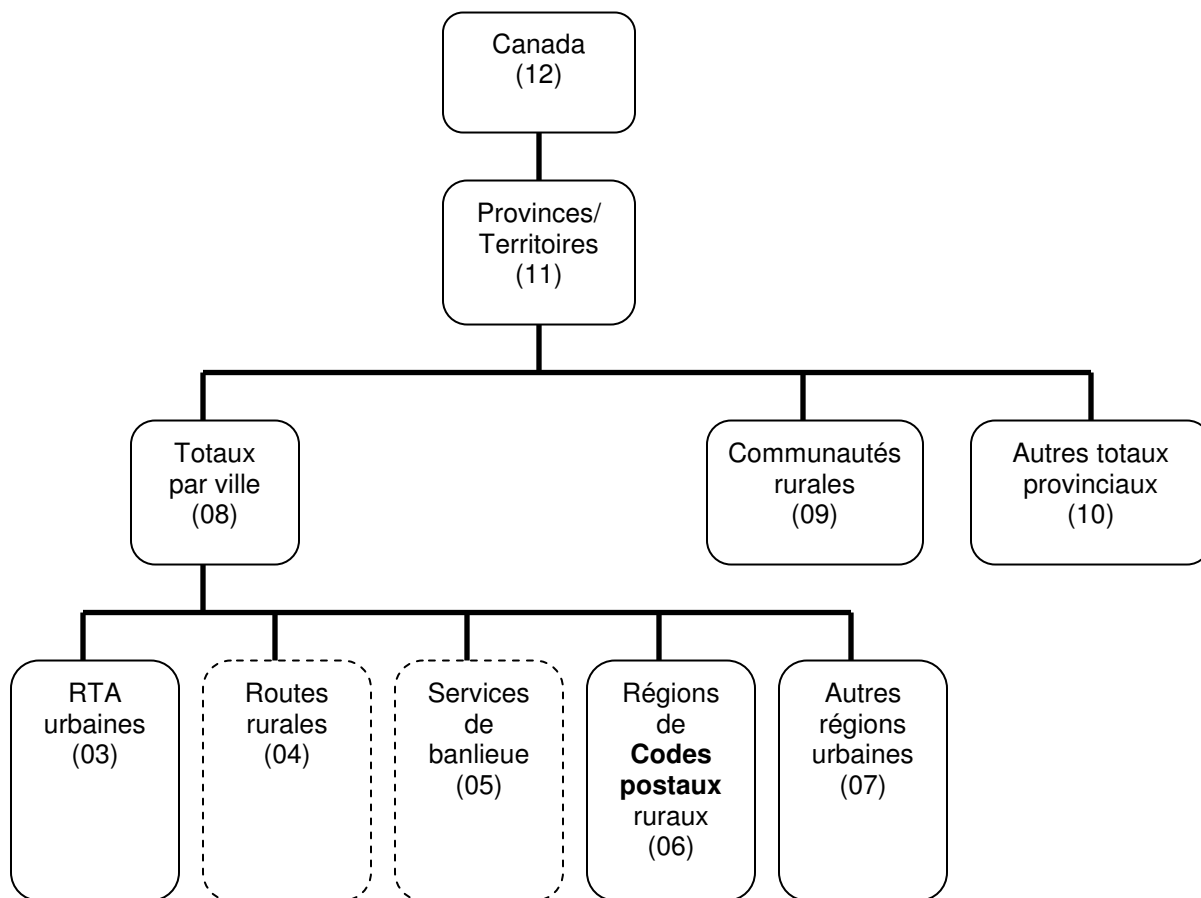 Canada
(12)
Provinces/
Territoires
(11)
Totaux
par ville
(08)
Communautés
rurales
(09)
Autres totaux
provinciaux
(10)
RTA
urbaines
(03)
Routes
rurales
(04)
Services
de
banlieue
(05)
Régions
de
Codes
postaux
ruraux
(06)
Autres
régions
urbaines
(07)